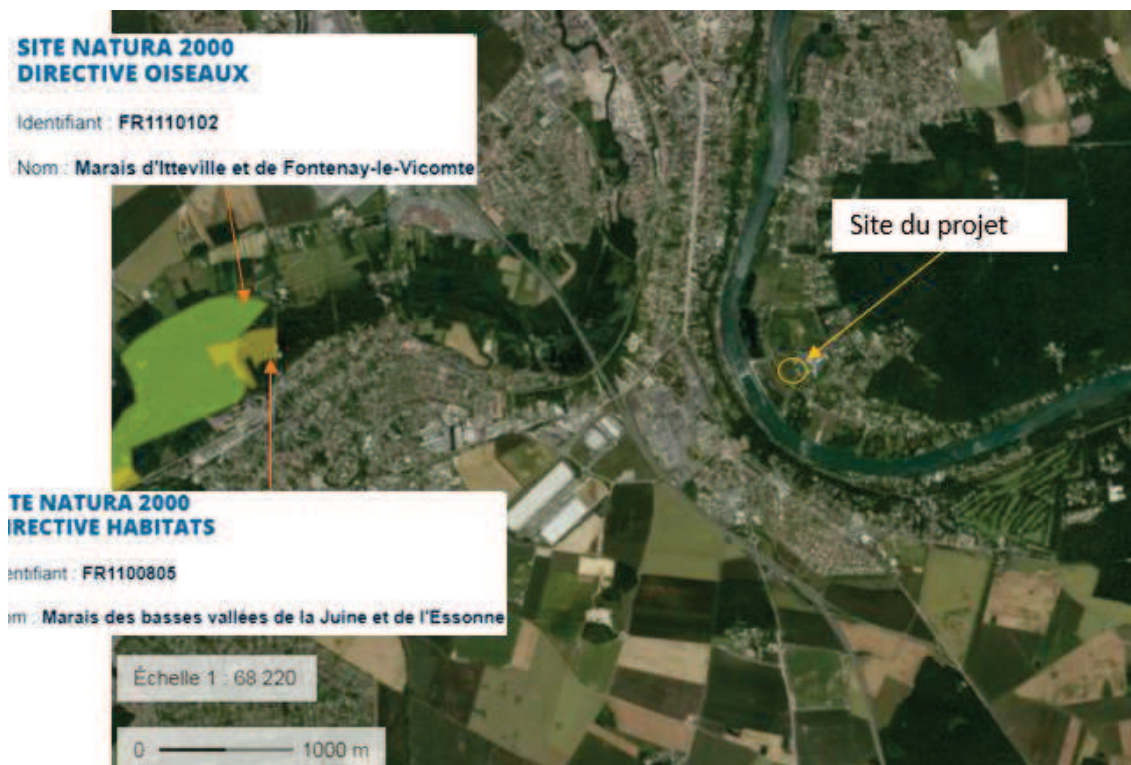 SITE NATURA 2000
DIRECTIVE OISEAUX
Identifiant : FR1110102
Nom : Marais d'Itteville et de Fontenay-le-Vicomte
Site du projet
TE NATURA 2000
IRECTIVE HABITATS
entifiant : FR1100805
om : Marais des basses vallées de la Juine et de l'Essonne
Échelle 1 : 68 220
0 1000 m